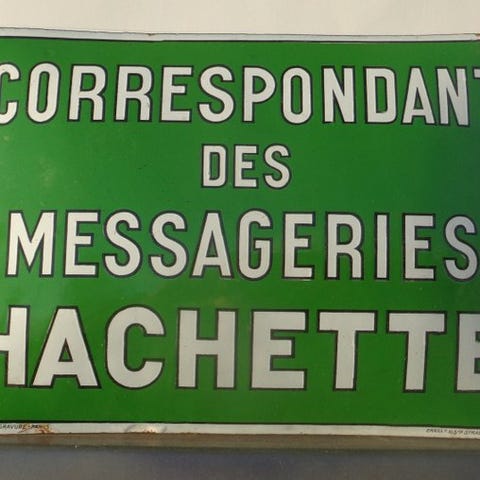 CORRESPONDANT
DES
MESSAGERIES
HACHETTE